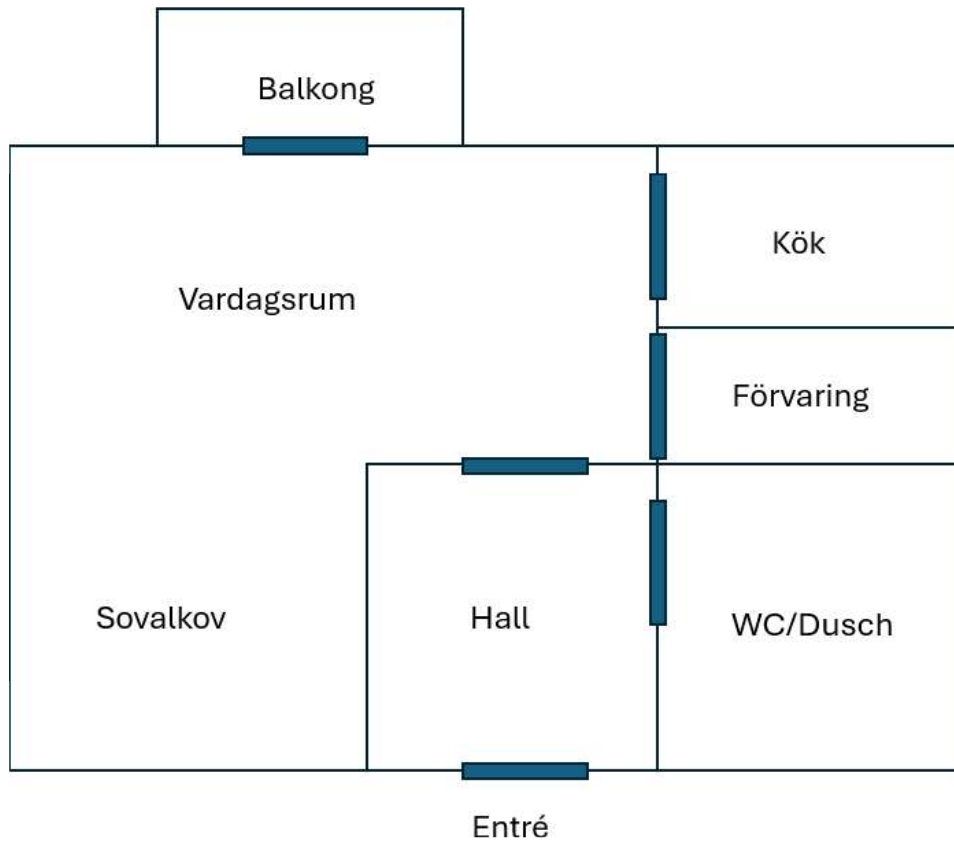 Balkong
Kök
Vardagsrum
Förvaring
Sovalkov
Hall
WC/Dusch
Entré